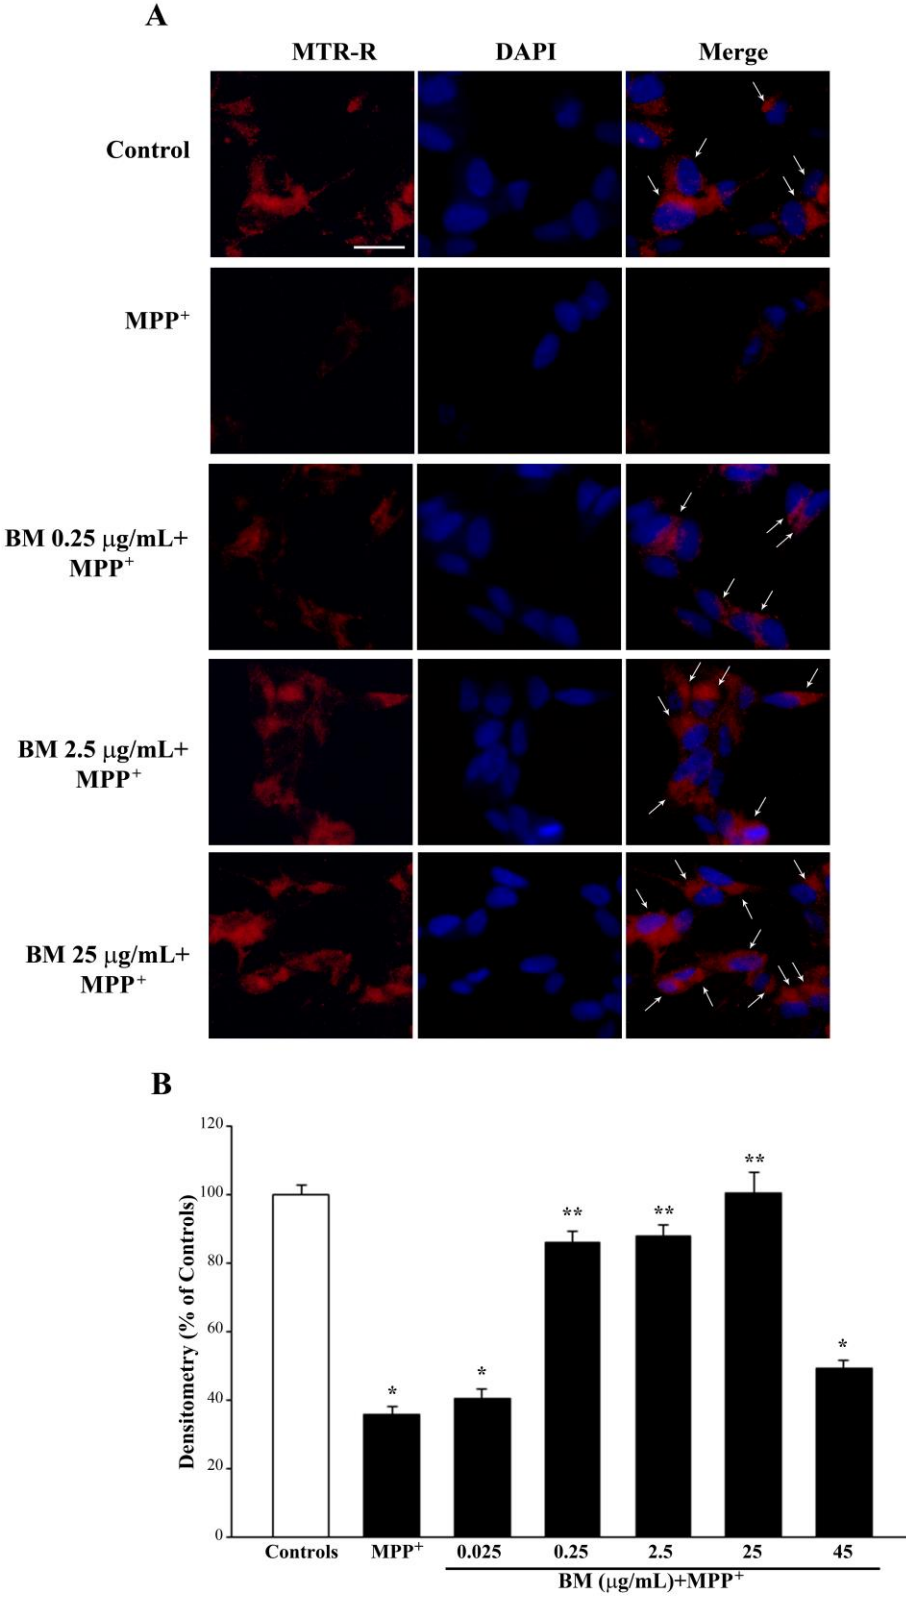 A
MTR-R DAPI Merge
Control
MPP⁺
BM 0.25 μg/mL+
MPP⁺
BM 2.5 μg/mL+
MPP⁺
BM 25 μg/mL+
MPP⁺
B
Densitometry (% of Controls)
120
100
80
60
40
20
0
*
*
**
**
**
*
Controls MPP⁺ 0.025 0.25 2.5 25 45
BM (μg/mL)+MPP⁺